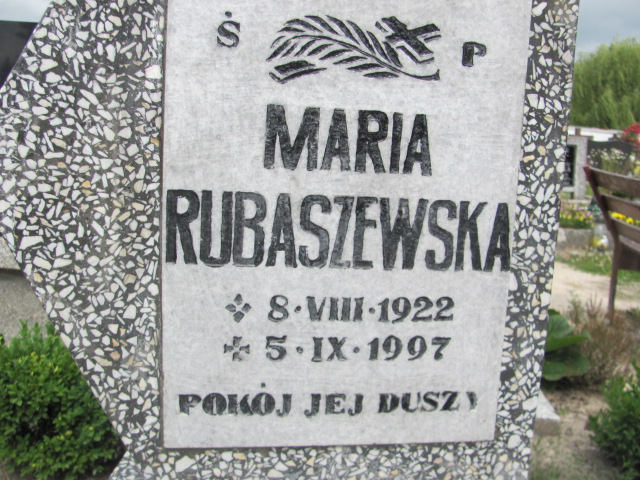 Ś P
MARIA
RUBASZEWSKA
8·VIII·1922
5·IX·1997
POKÓJ JEJ DUSZY